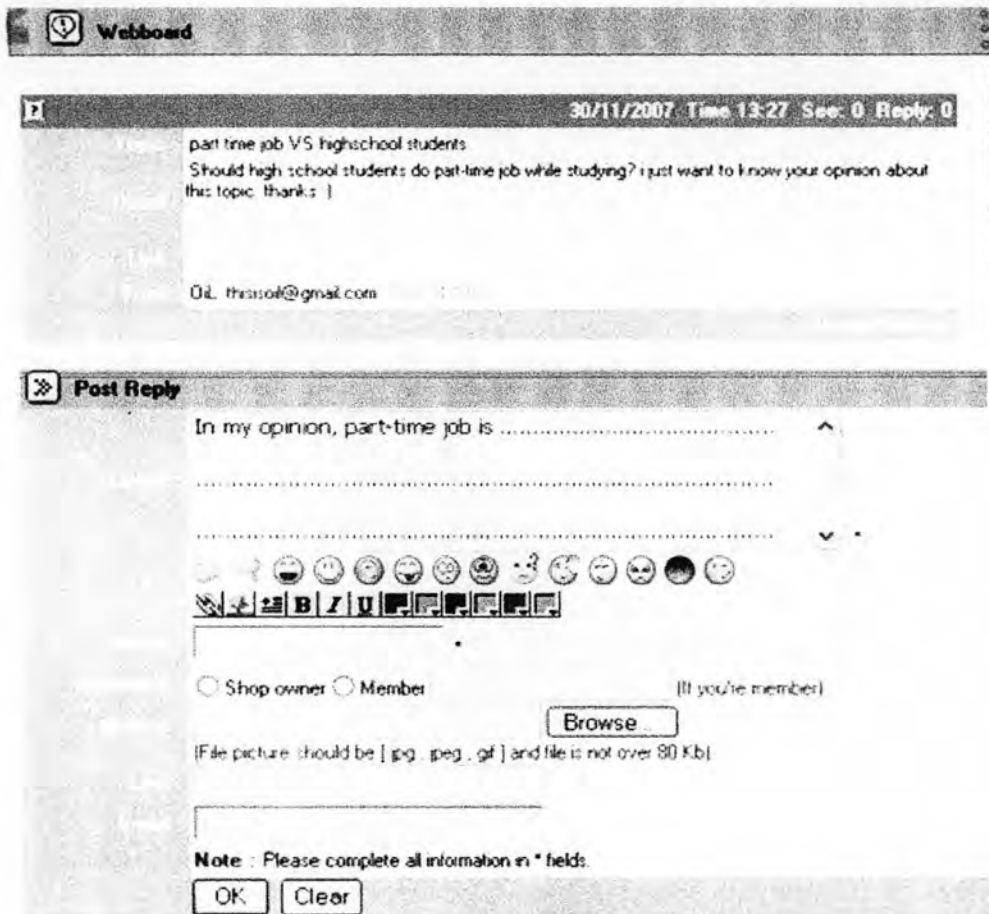 Webboard
30/11/2007 Time 13:27 See: 0 Reply: 0
part time job VS highschool students
Should high school students do part-time job while studying? i just want to know your opinion about
this topic. thanks :)
OiL thisisoil@gmail.com
Post Reply
In my opinion, part-time job is ........................................
................................................................................
................................................................................ *
B I U
*
Shop owner Member (If you're member)
Browse...
(File picture should be [ jpg , jpeg , gif ] and file is not over 80 Kb)
Note : Please complete all information in * fields.
OK Clear